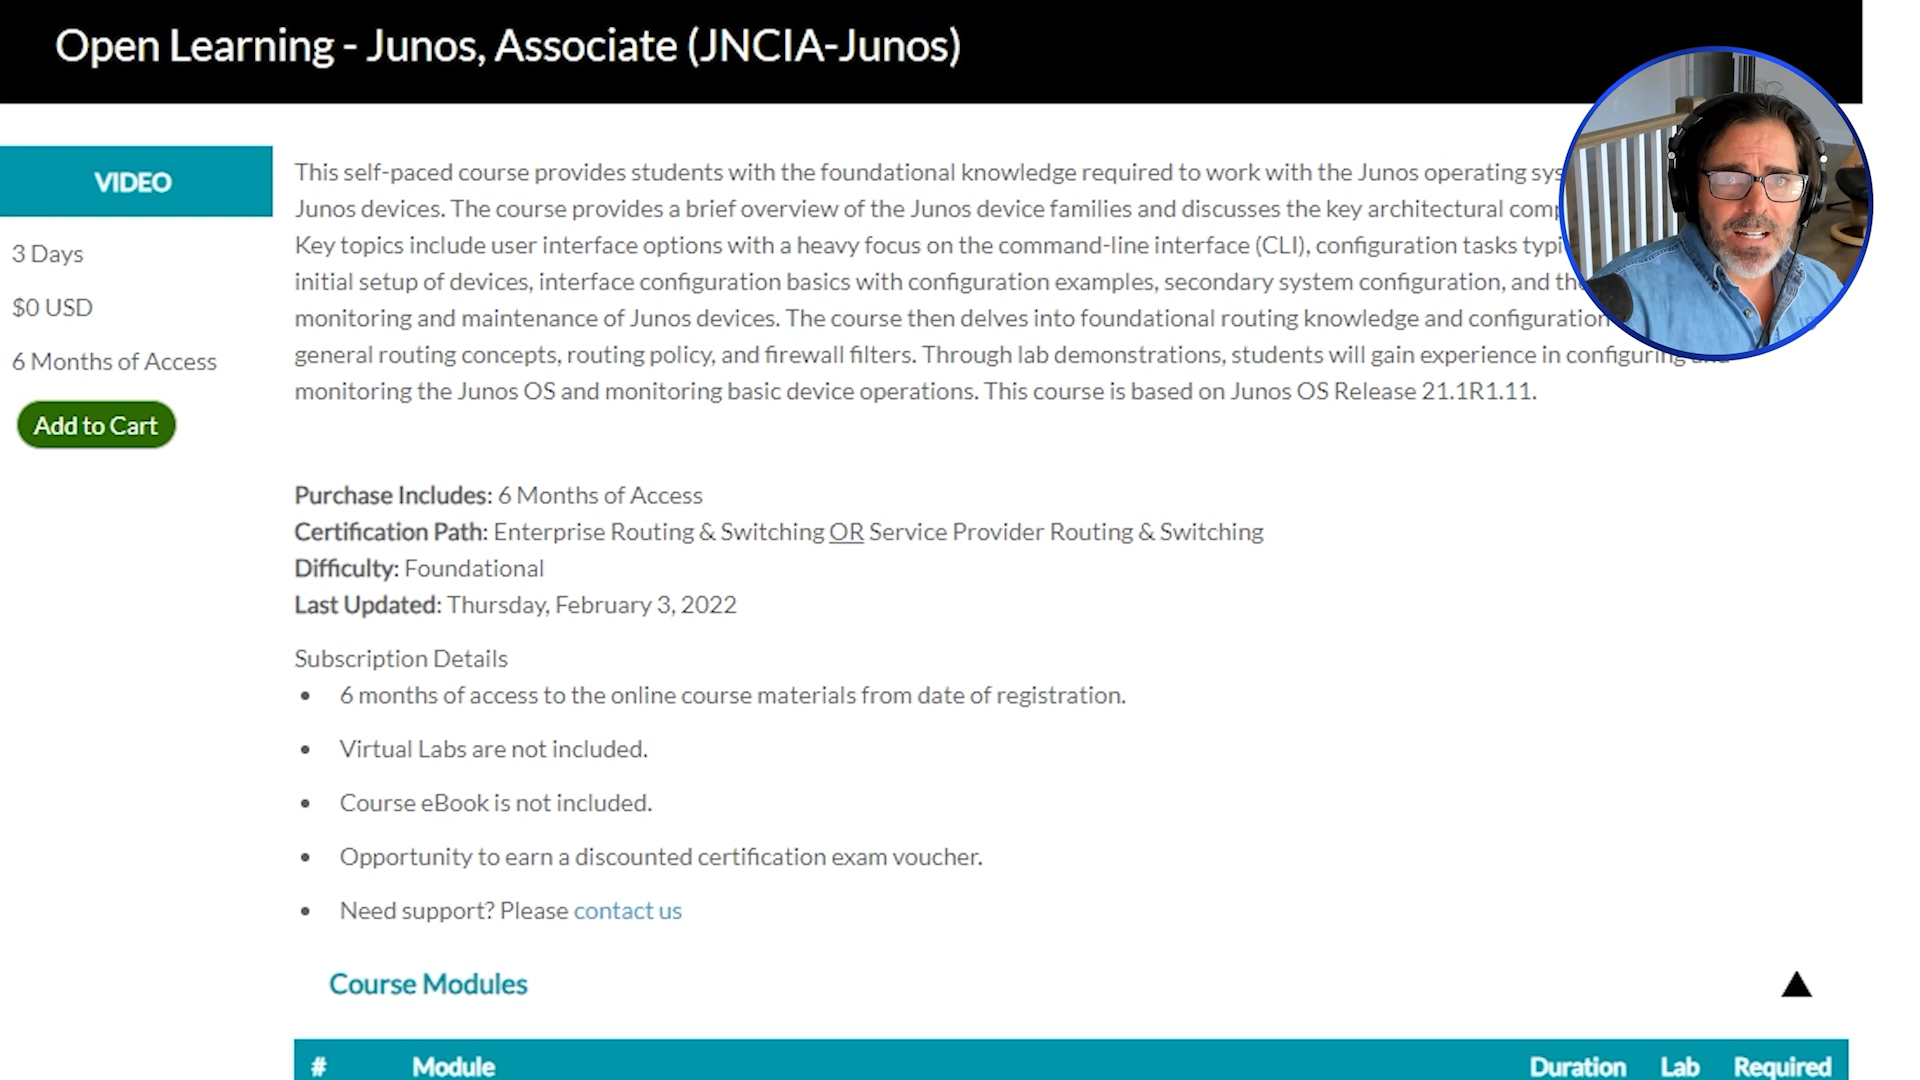 Open Learning - Junos, Associate (JNCIA-Junos)
VIDEO
3 Days
$0 USD
6 Months of Access
Add to Cart
This self-paced course provides students with the foundational knowledge required to work with the Junos operating
Junos devices. The course provides a brief overview of the Junos device families and discusses the key architectural
Key topics include user interface options with a heavy focus on the command-line interface (CLI), configuration tasks
initial setup of devices, interface configuration basics with configuration examples, secondary system configuration, and
monitoring and maintenance of Junos devices. The course then delves into foundational routing knowledge and configuration
general routing concepts, routing policy, and firewall filters. Through lab demonstrations, students will gain experience in configuring and
monitoring the Junos OS and monitoring basic device operations. This course is based on Junos OS Release 21.1R1.11.
Purchase Includes: 6 Months of Access
Certification Path: Enterprise Routing & Switching OR Service Provider Routing & Switching
Difficulty: Foundational
Last Updated: Thursday, February 3, 2022
Subscription Details
• 6 months of access to the online course materials from date of registration.
• Virtual Labs are not included.
• Course eBook is not included.
• Opportunity to earn a discounted certification exam voucher.
• Need support? Please contact us
Course Modules
# Module Duration Lab Required